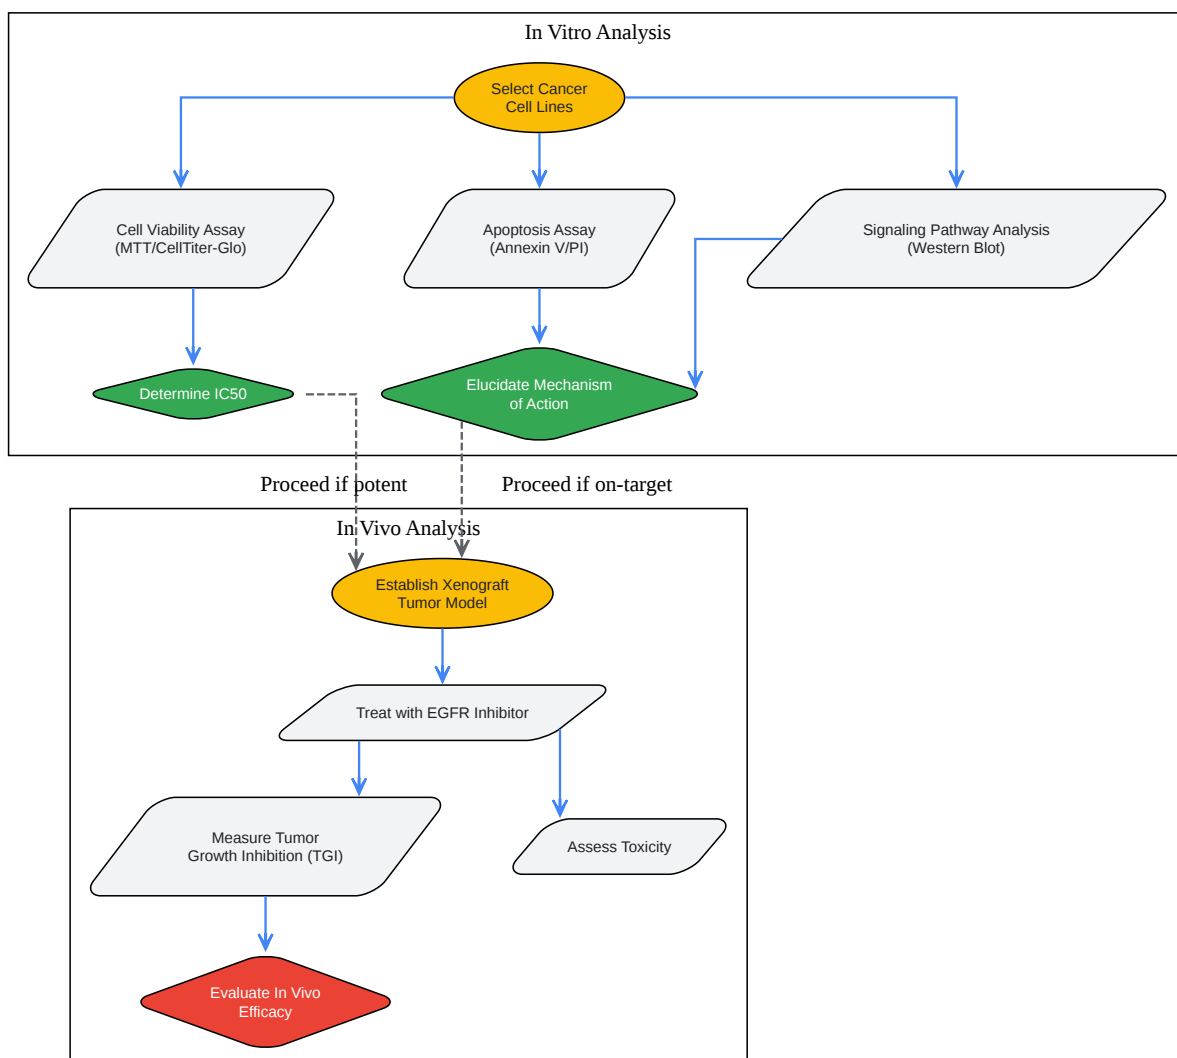 In Vitro Analysis
Select Cancer
Cell Lines
Cell Viability Assay
(MTT/CellTiter-Glo)
Apoptosis Assay
(Annexin V/PI)
Signaling Pathway Analysis
(Western Blot)
Determine IC50
Elucidate Mechanism
of Action
Proceed if potent
Proceed if on-target
In Vivo Analysis
Establish Xenograft
Tumor Model
Treat with EGFR Inhibitor
Measure Tumor
Growth Inhibition (TGI)
Assess Toxicity
Evaluate In Vivo
Efficacy